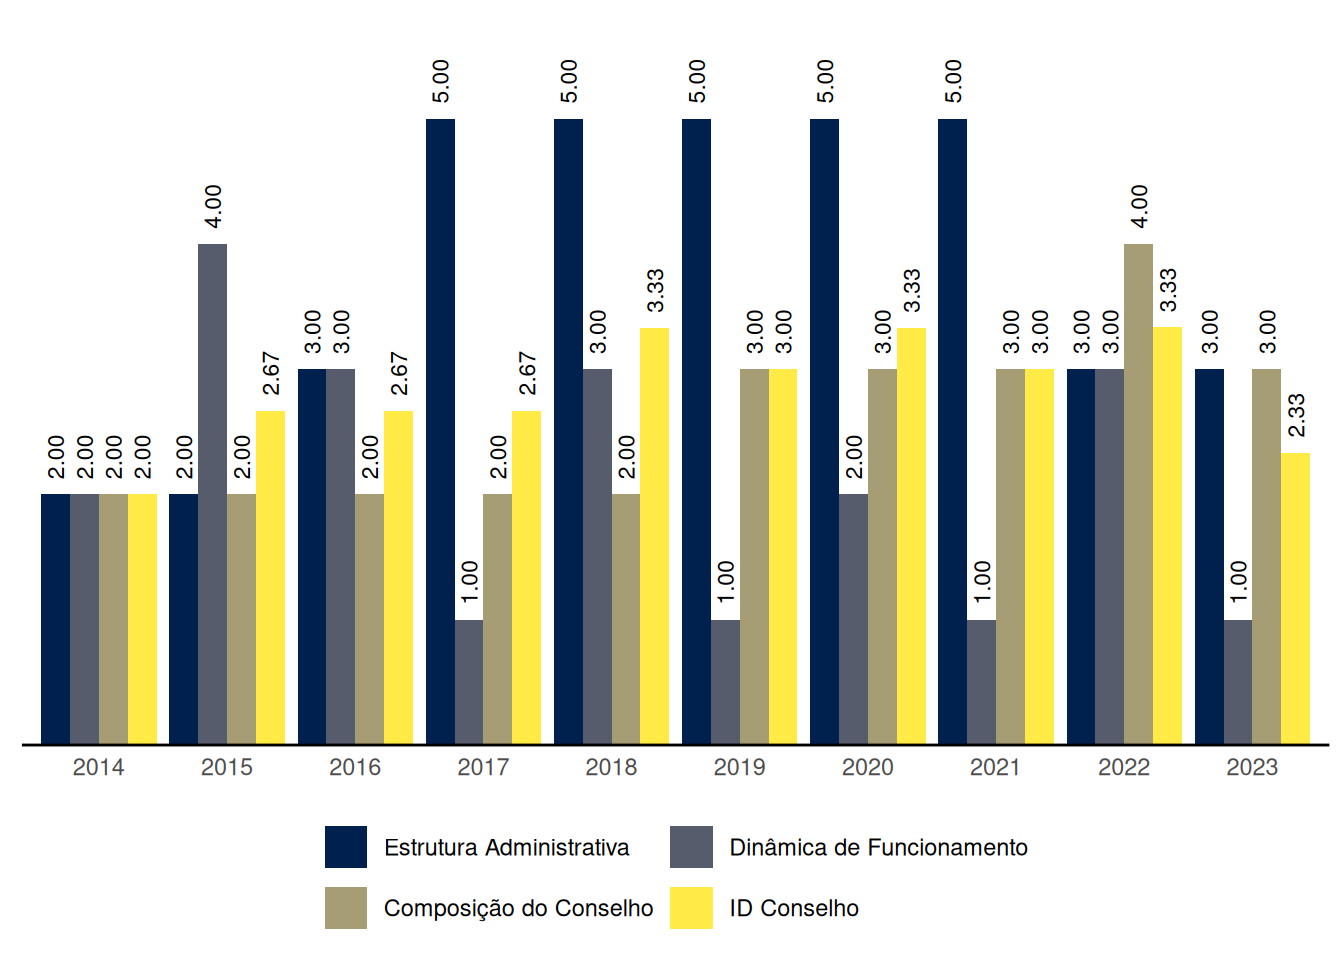 5.00 5.00 5.00 5.00 5.00
4.00 4.00
3.33 3.33 3.33
3.00 3.00 3.00 3.00 3.00 3.00 3.00 3.00 3.00 3.00 3.00 3.00
2.67 2.67 2.67
2.33
2.00 2.00 2.00 2.00 2.00 2.00 2.00 2.00 2.00 2.00
1.00 1.00 1.00 1.00
2014 2015 2016 2017 2018 2019 2020 2021 2022 2023
Estrutura Administrativa Dinâmica de Funcionamento
Composição do Conselho ID Conselho